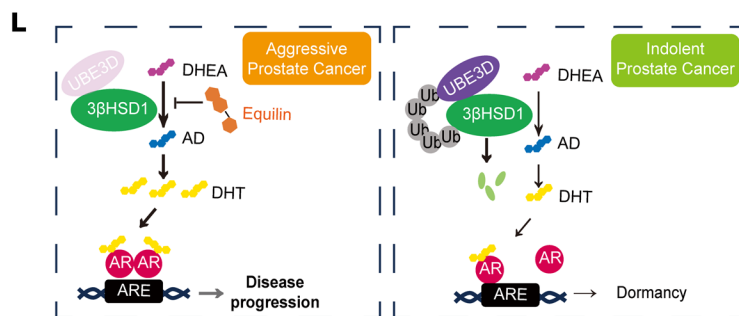 L
Aggressive
Prostate Cancer
UBE3D
DHEA
3βHSD1
Equilin
AD
DHT
AR
AR
ARE
Disease
progression
Indolent
Prostate Cancer
UBE3D
DHEA
Ub
Ub
Ub
Ub
Ub
3βHSD1
AD
DHT
AR
AR
ARE
Dormancy